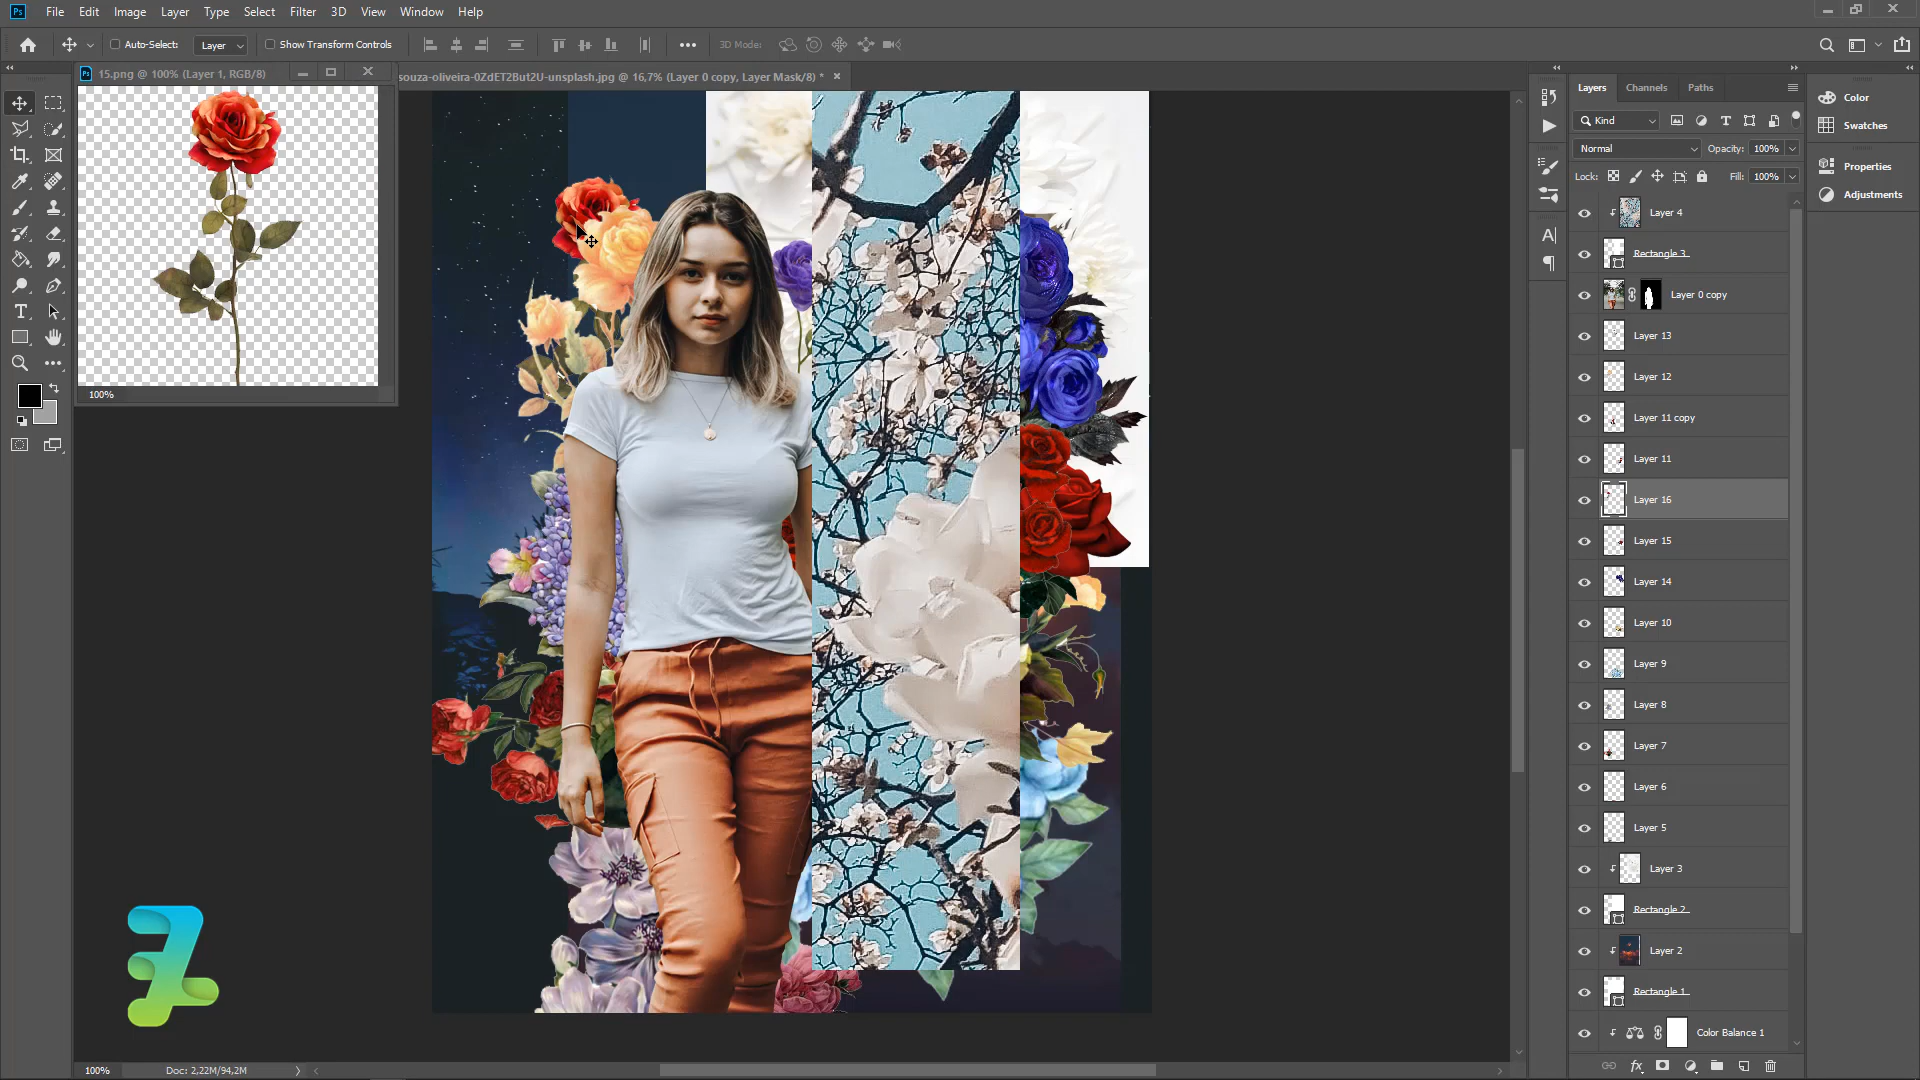 Ps File Edit Image Layer Type Select Filter 3D View Window Help
Auto-Select: Layer Show Transform Controls 3D Mode:
Ps 15.png @ 100% (Layer 1, RGB/8)
souza-oliveira-0ZdET2But2U-unsplash.jpg @ 16,7% (Layer 0 copy, Layer Mask/8) *
100%
Layers Channels Paths
Kind
Normal Opacity: 100%
Lock: Fill: 100%
Layer 4
Rectangle 3
Layer 0 copy
Layer 13
Layer 12
Layer 11 copy
Layer 11
Layer 16
Layer 15
Layer 14
Layer 10
Layer 9
Layer 8
Layer 7
Layer 6
Layer 5
Layer 3
Rectangle 2
Layer 2
Rectangle 1
Color Balance 1
fx
Color
Swatches
Properties
Adjustments
100% Doc: 2,22M/94,2M